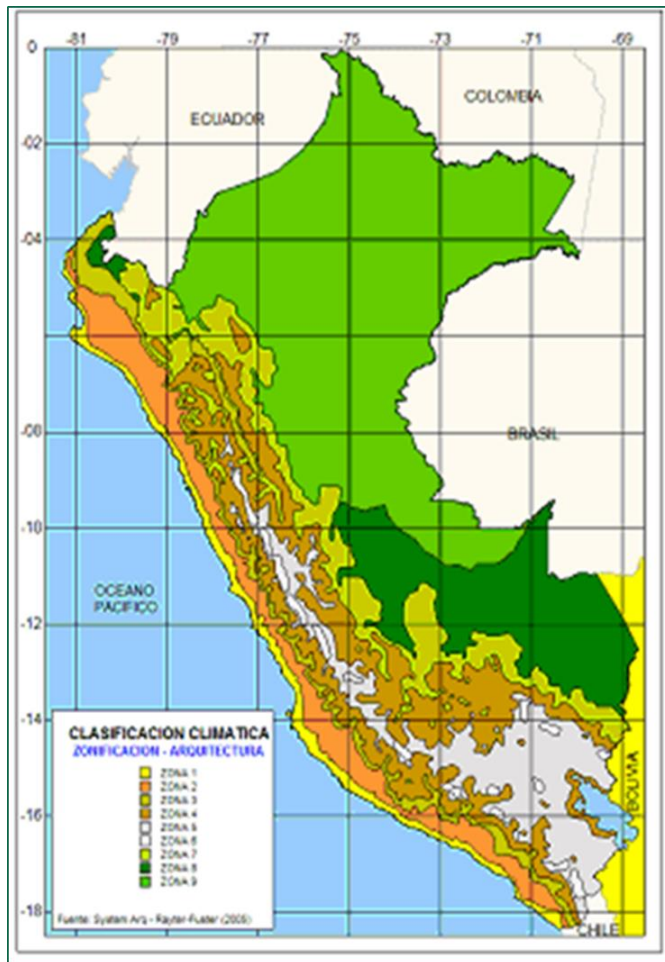 -81 -79 -77 -75 -73 -71 -69
0
ECUADOR
COLOMBIA
-02
-04
-08
BRASIL
-10
OCEANO
PACIFICO
-12
-14
CLASIFICACION CLIMATICA
ZONIFICACION - ARQUITECTURA
ZONA 1
ZONA 2
ZONA 3
ZONA 4
ZONA 5
ZONA 6
ZONA 7
ZONA 8
ZONA 9
Fuente: System Arq - Rayter-Fuster (2005)
BOLIVIA
-16
-18
CHILE